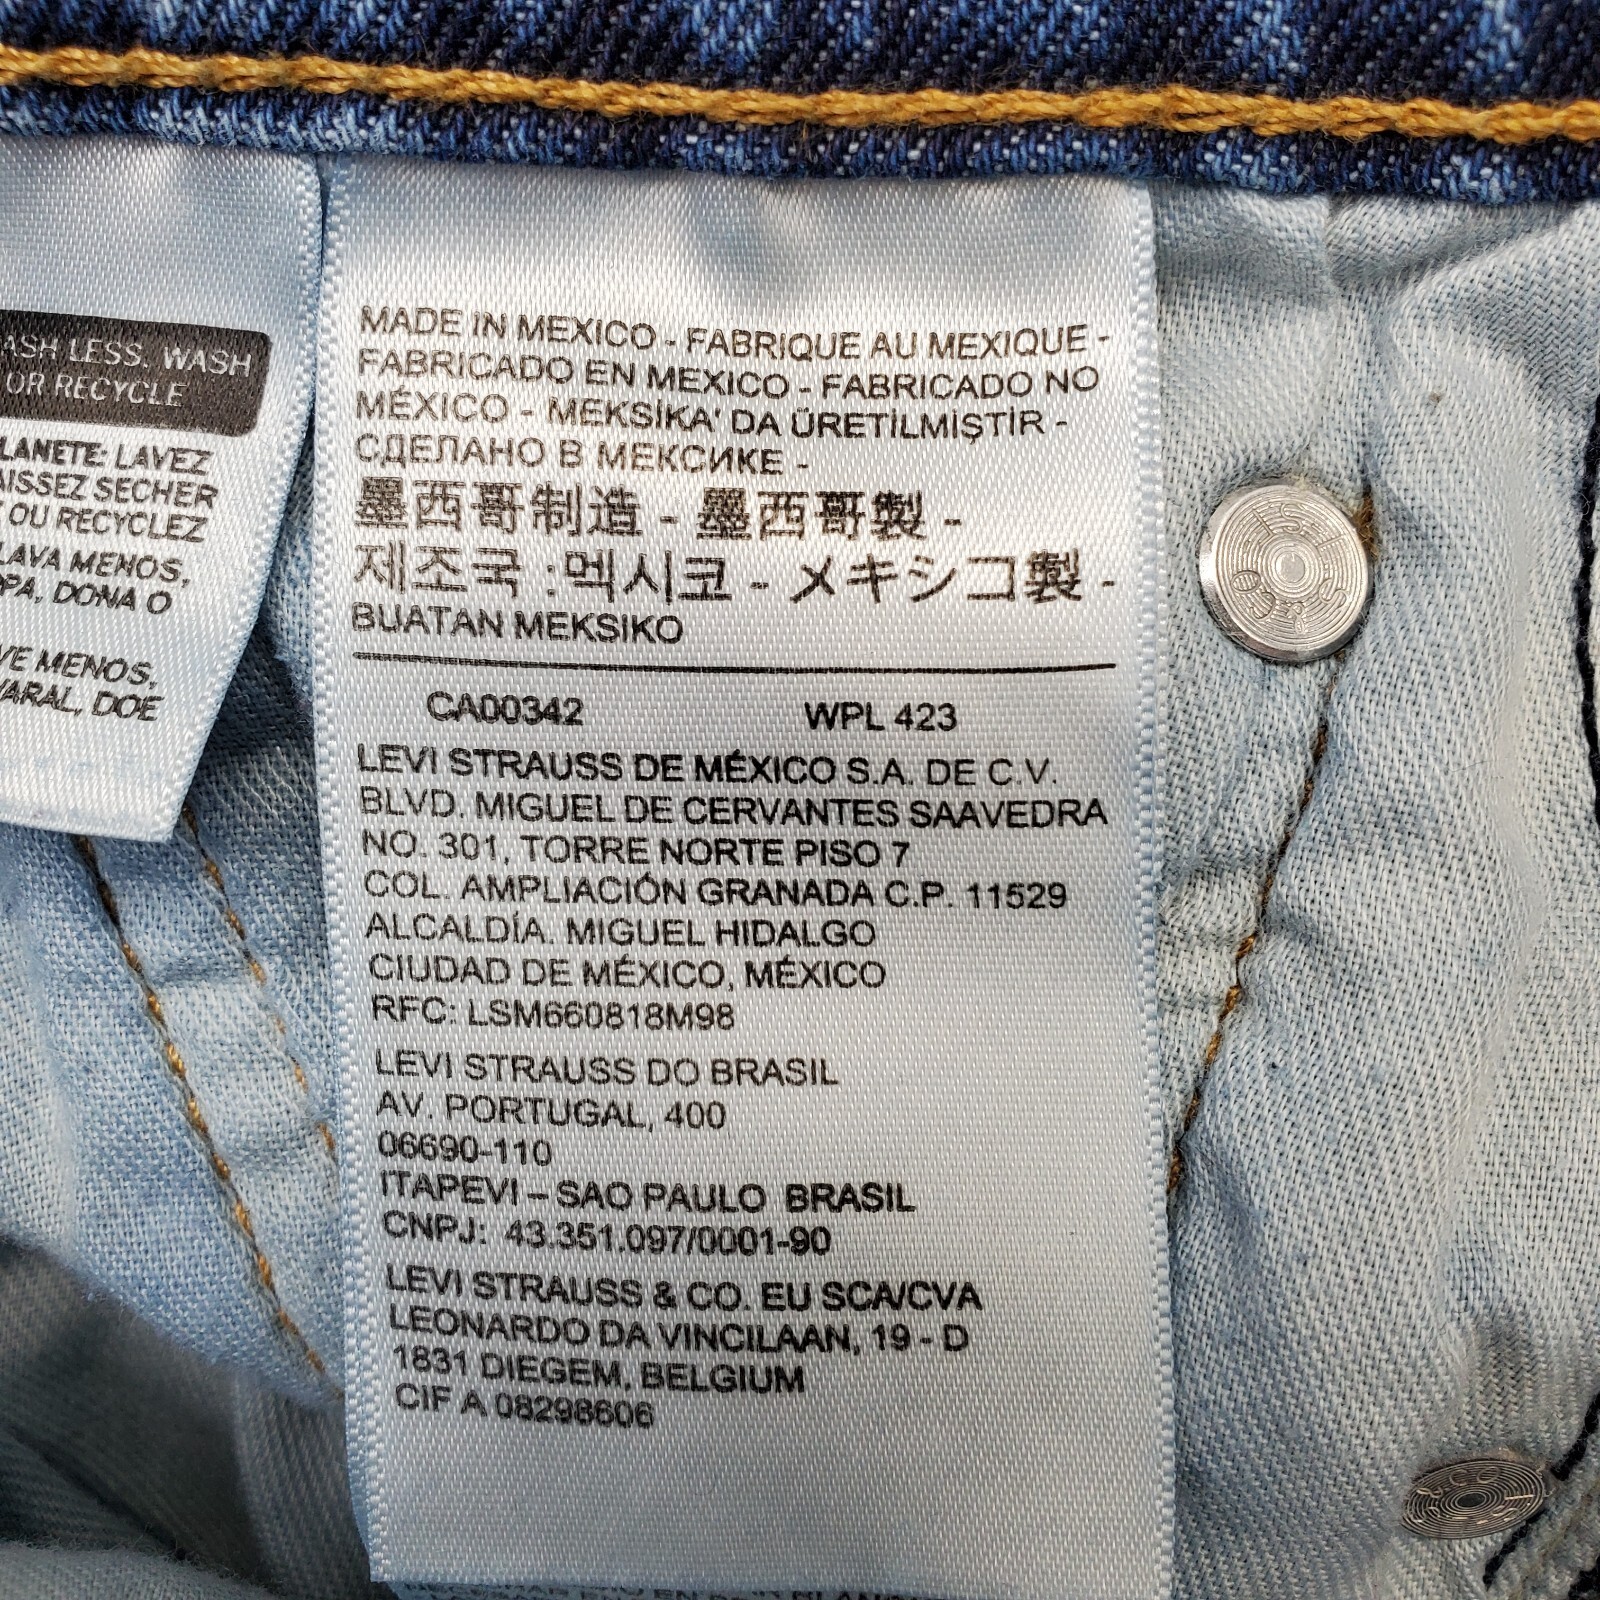 LESS. WASH
OR RECYCLE
LAVEZ
SECHER
OU RECYCLEZ
LAVA MENOS,
DONA O
MENOS,
DOE
MADE IN MEXICO - FABRIQUE AU MEXIQUE -
FABRICADO EN MEXICO - FABRICADO NO
MÉXICO - MEKSİKA' DA ÜRETİLMİŞTİR -
СДЕЛАНО В МЕКСИКЕ -
墨西哥制造 - 墨西哥製 -
제조국 : 멕시코 - メキシコ製 -
BUATAN MEKSIKO
CA00342 WPL 423
LEVI STRAUSS DE MÉXICO S.A. DE C.V.
BLVD. MIGUEL DE CERVANTES SAAVEDRA
NO. 301, TORRE NORTE PISO 7
COL. AMPLIACIÓN GRANADA C.P. 11529
ALCALDÍA. MIGUEL HIDALGO
CIUDAD DE MÉXICO, MÉXICO
RFC: LSM660818M98
LEVI STRAUSS DO BRASIL
AV. PORTUGAL, 400
06690-110
ITAPEVI – SAO PAULO BRASIL
CNPJ: 43.351.097/0001-90
LEVI STRAUSS & CO. EU SCA/CVA
LEONARDO DA VINCILAAN, 19 - D
1831 DIEGEM, BELGIUM
CIF A 08298606